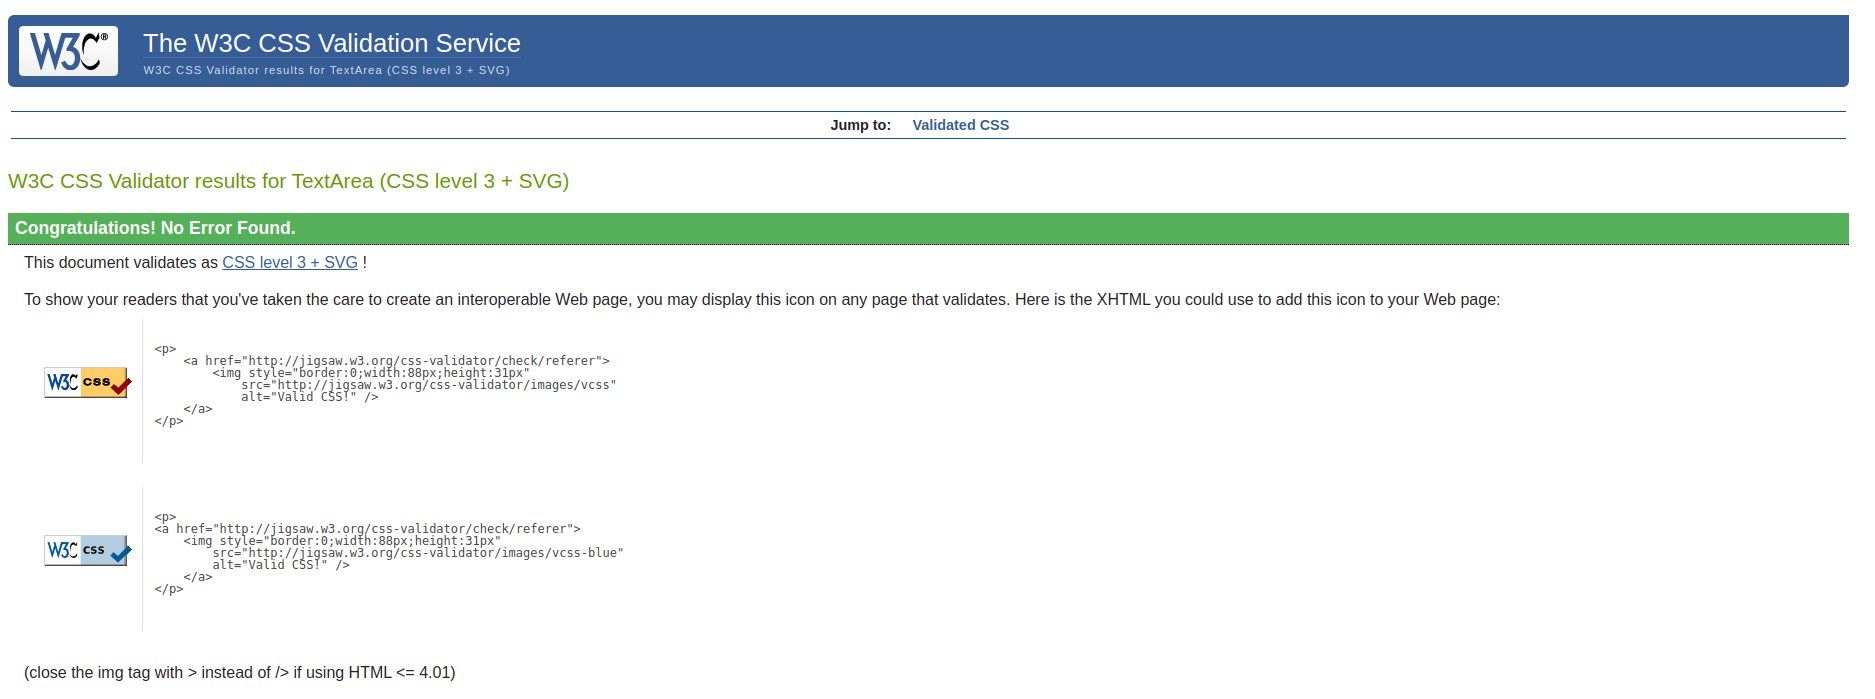 W3C®
The W3C CSS Validation Service
W3C CSS Validator results for TextArea (CSS level 3 + SVG)
Jump to: Validated CSS
W3C CSS Validator results for TextArea (CSS level 3 + SVG)
Congratulations! No Error Found.
This document validates as CSS level 3 + SVG !
To show your readers that you've taken the care to create an interoperable Web page, you may display this icon on any page that validates. Here is the XHTML you could use to add this icon to your Web page:
W3C css
<p>
    <a href="http://jigsaw.w3.org/css-validator/check/referer">
        <img style="border:0;width:88px;height:31px"
            src="http://jigsaw.w3.org/css-validator/images/vcss"
            alt="Valid CSS!" />
    </a>
</p>
W3C css
<p>
<a href="http://jigsaw.w3.org/css-validator/check/referer">
    <img style="border:0;width:88px;height:31px"
        src="http://jigsaw.w3.org/css-validator/images/vcss-blue"
        alt="Valid CSS!" />
    </a>
</p>
(close the img tag with > instead of /> if using HTML <= 4.01)